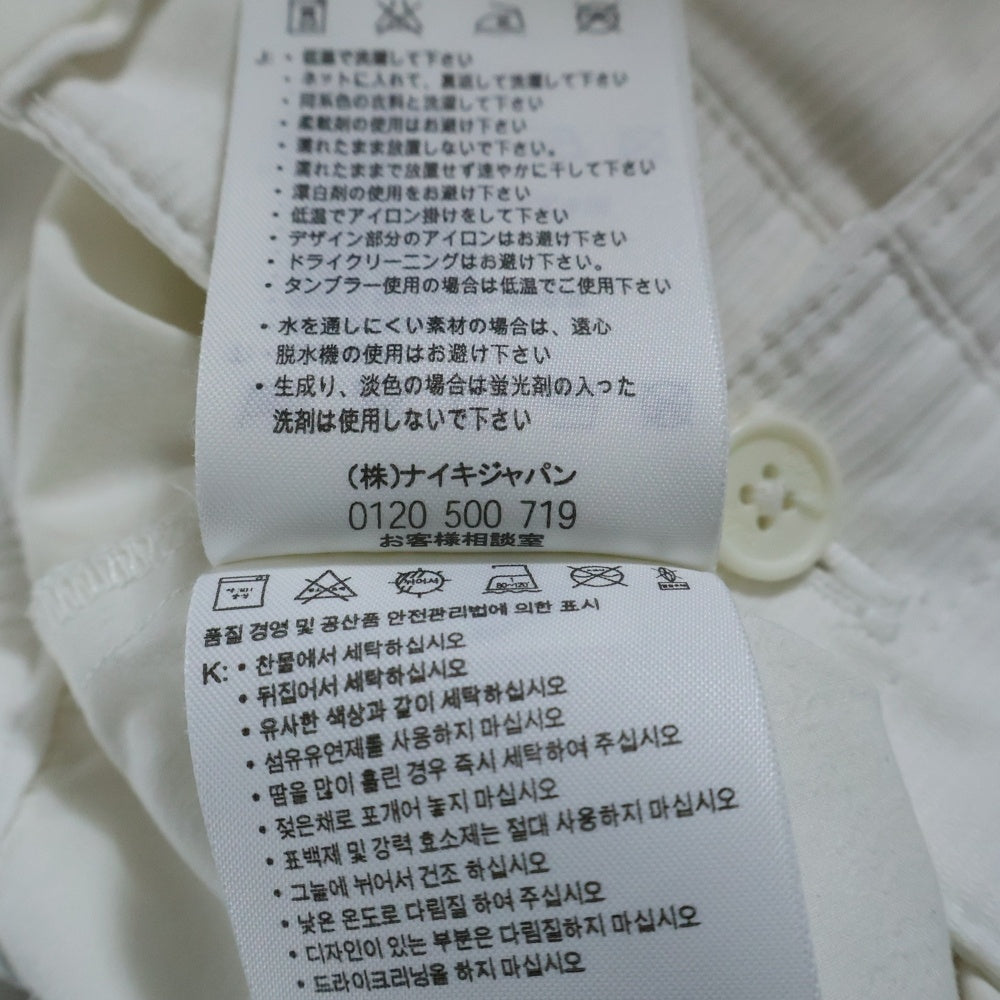 J: • 低温で洗濯して下さい
• ネットに入れて、裏返して洗濯して下さい
• 同系色の衣料と洗濯して下さい
• 柔軟剤の使用はお避け下さい
• 濡れたまま放置しないで下さい。
• 濡れたままで放置せず速やかに干して下さい
• 漂白剤の使用をお避け下さい
• 低温でアイロン掛けをして下さい
• デザイン部分のアイロンはお避け下さい
• ドライクリーニングはお避け下さい。
• タンブラー使用の場合は低温でご使用下さい
• 水を通しにくい素材の場合は、遠心
脱水機の使用はお避け下さい
• 生成り、淡色の場合は蛍光剤の入った
洗剤は使用しないで下さい
(株)ナイキジャパン
0120 500 719
お客様相談室
80~120
품질 경영 및 공산품 안전관리법에 의한 표시
K: • 찬물에서 세탁하십시오
• 뒤집어서 세탁하십시오
• 유사한 색상과 같이 세탁하십시오
• 섬유유연제를 사용하지 마십시오
• 땀을 많이 흘린 경우 즉시 세탁하여 주십시오
• 젖은채로 포개어 놓지 마십시오
• 표백제 및 강력 효소제는 절대 사용하지 마십시오
• 그늘에 뉘어서 건조 하십시오
• 낮은 온도로 다림질 하여 주십시오
• 디자인이 있는 부분은 다림질하지 마십시오
• 드라이크리닝을 하지 마십시오